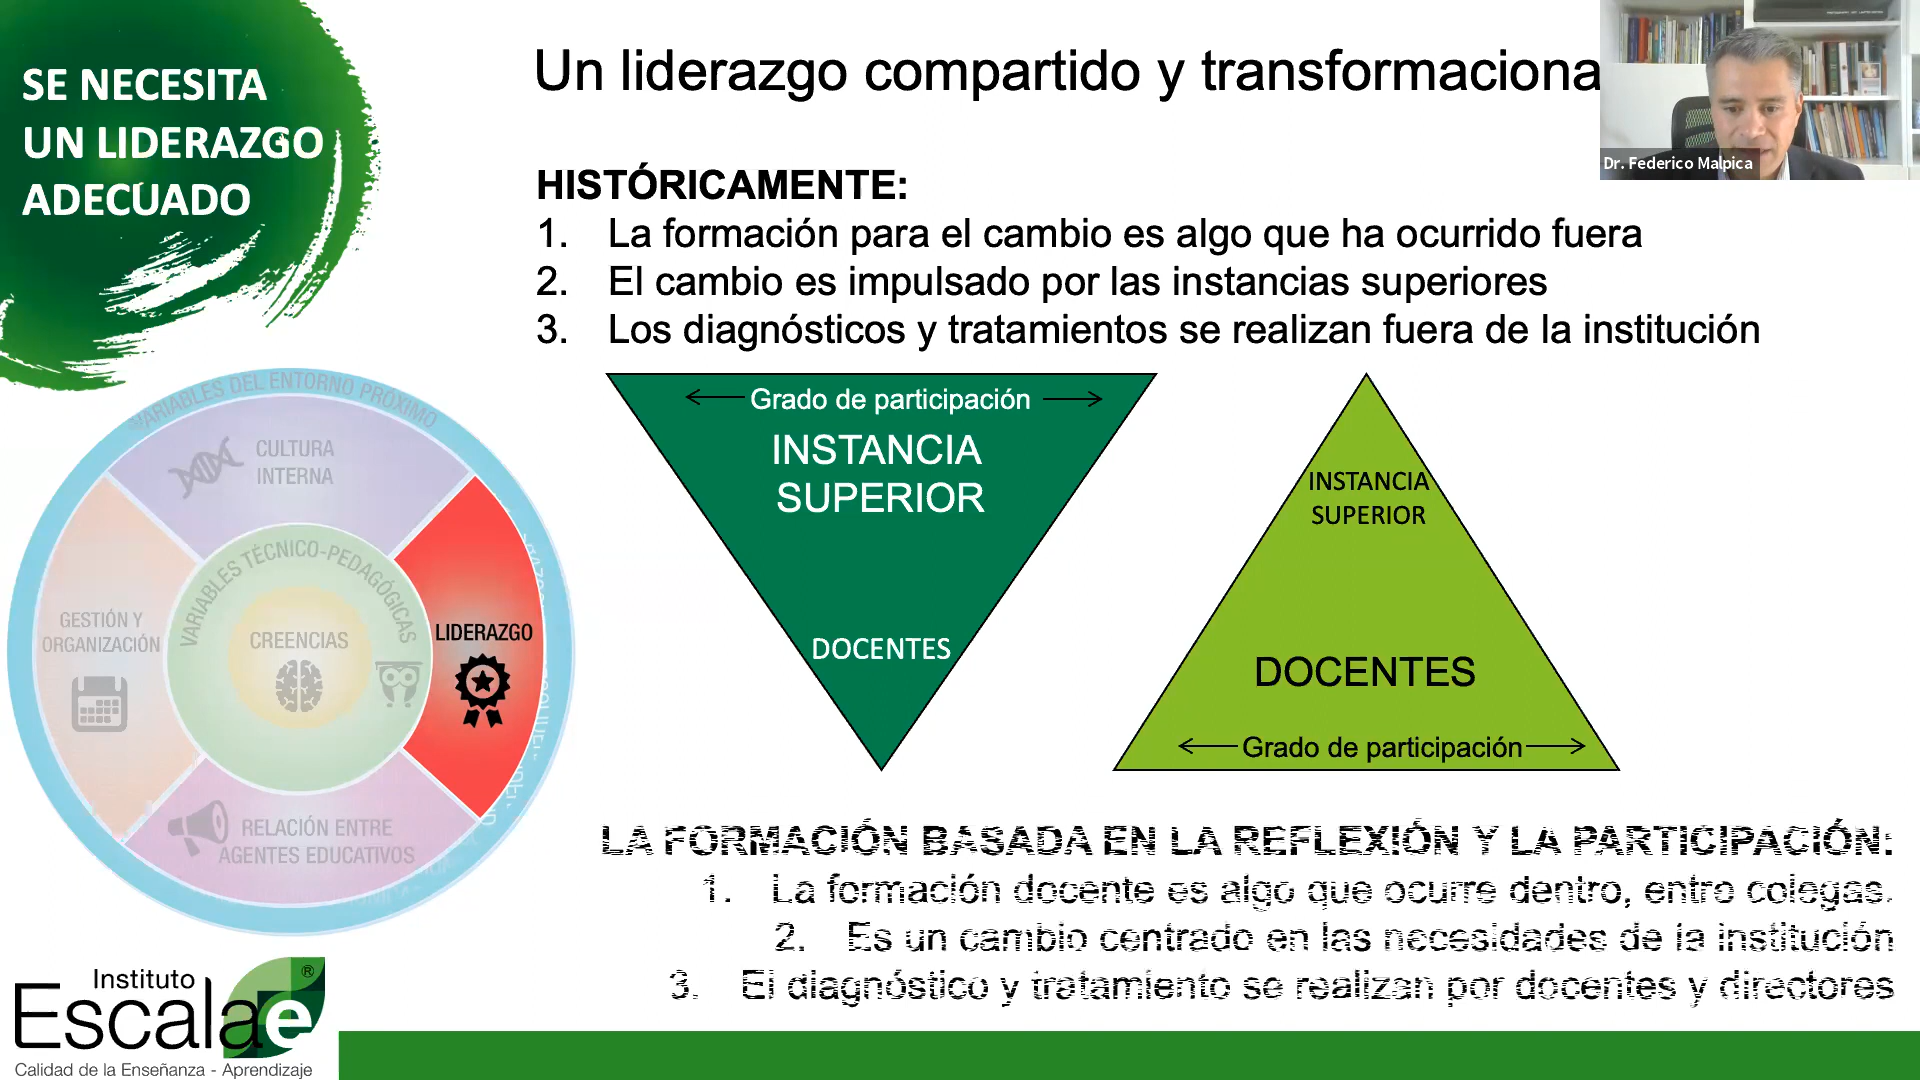 SE NECESITA
UN LIDERAZGO
ADECUADO
Un liderazgo compartido y transformaciona
Dr. Federico Malpica
HISTÓRICAMENTE:
1. La formación para el cambio es algo que ha ocurrido fuera
2. El cambio es impulsado por las instancias superiores
3. Los diagnósticos y tratamientos se realizan fuera de la institución
VARIABLES DEL ENTORNO PRÓXIMO
CULTURA
INTERNA
VARIABLES TÉCNICO-PEDAGÓGICAS
GESTIÓN Y
ORGANIZACIÓN
CREENCIAS
LIDERAZGO
RELACIÓN ENTRE
AGENTES EDUCATIVOS
Grado de participación
INSTANCIA
SUPERIOR
DOCENTES
INSTANCIA
SUPERIOR
DOCENTES
Grado de participación
LA FORMACIÓN BASADA EN LA REFLEXIÓN Y LA PARTICIPACIÓN:
1. La formación docente es algo que ocurre dentro, entre colegas.
2. Es un cambio centrado en las necesidades de la institución
3. El diagnóstico y tratamiento se realizan por docentes y directores
Instituto
Escalae®
Calidad de la Enseñanza - Aprendizaje